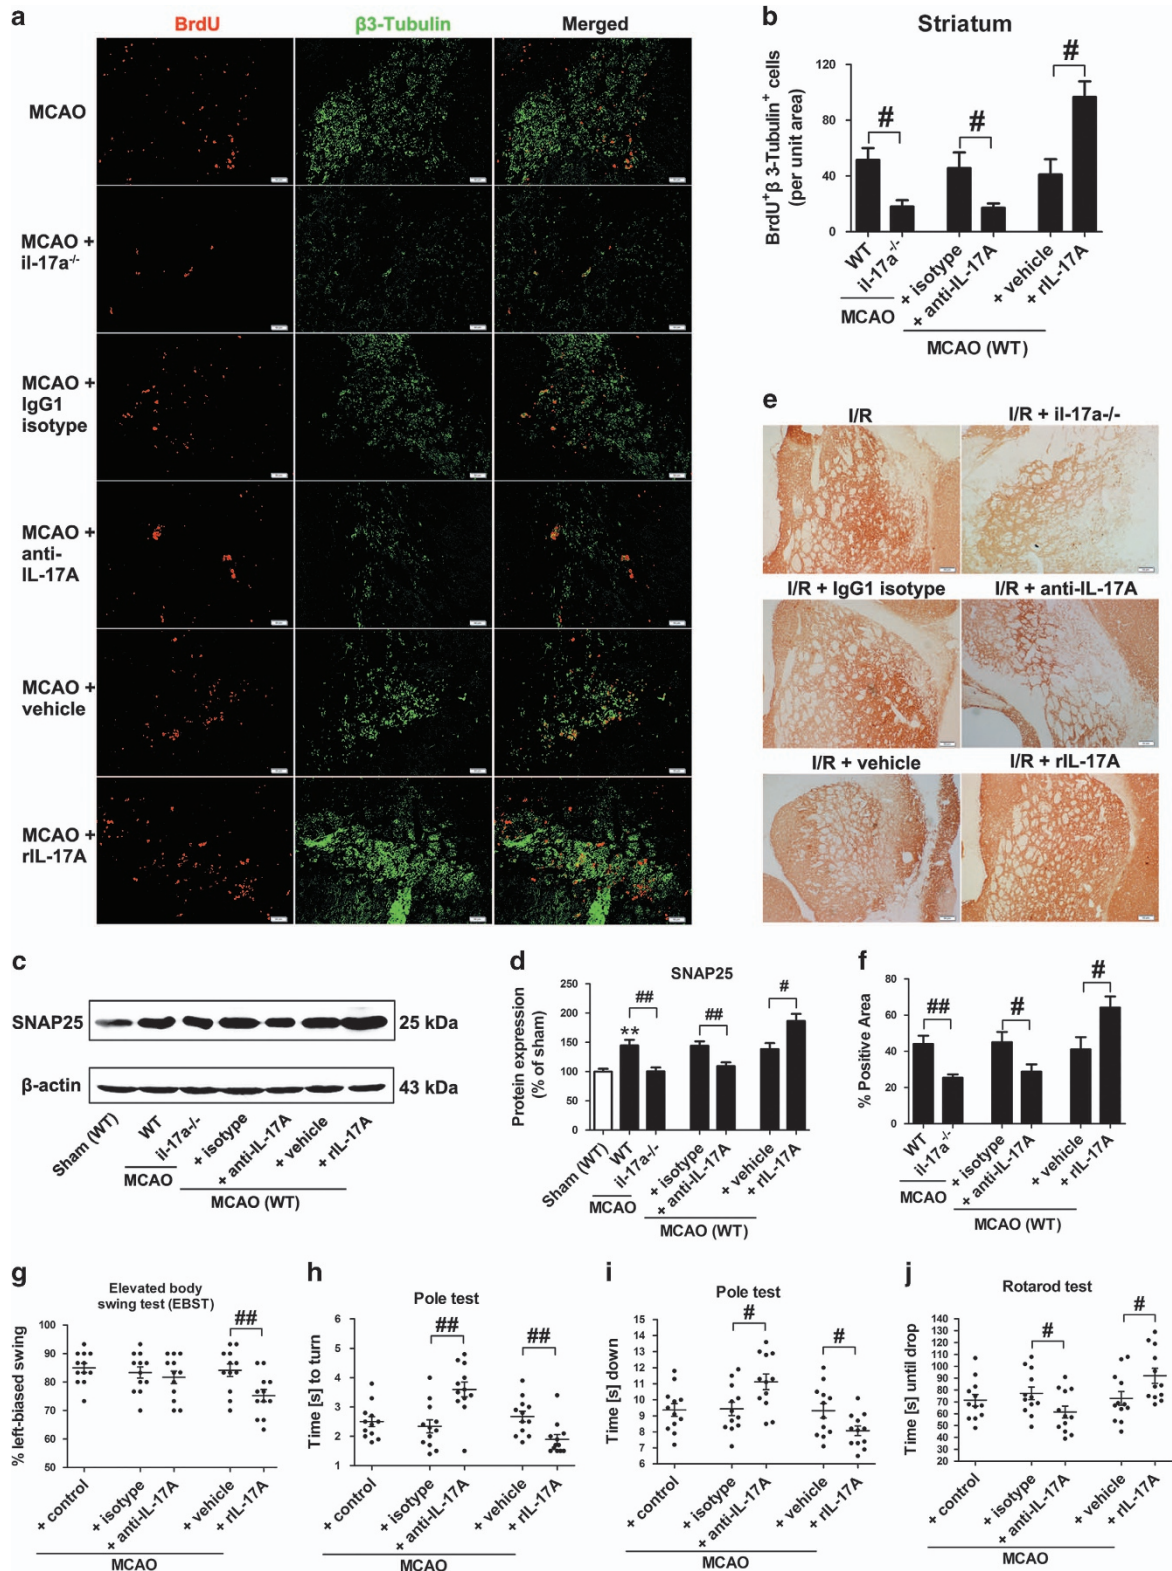 a
BrdU
β3-Tubulin
Merged
MCAO
MCAO +
il-17a-/-
MCAO +
IgG1
isotype
MCAO +
anti-
IL-17A
MCAO +
vehicle
MCAO +
rIL-17A
b
Striatum
BrdU+β 3-Tubulin+ cells
(per unit area)
120
80
40
0
#
#
#
WT
il-17a-/-
+ isotype
+ anti-IL-17A
+ vehicle
+ rIL-17A
MCAO
MCAO (WT)
e
I/R
I/R + il-17a-/-
I/R + IgG1 isotype
I/R + anti-IL-17A
I/R + vehicle
I/R + rIL-17A
c
SNAP25
25 kDa
β-actin
43 kDa
Sham (WT)
WT
il-17a-/-
+ isotype
+ anti-IL-17A
+ vehicle
+ rIL-17A
MCAO
MCAO (WT)
d
SNAP25
Protein expression
(% of sham)
250
200
150
100
50
0
**
##
##
#
Sham (WT)
WT
il-17a-/-
+ isotype
+ anti-IL-17A
+ vehicle
+ rIL-17A
MCAO
MCAO (WT)
f
% Positive Area
80
60
40
20
0
##
#
#
WT
il-17a-/-
+ isotype
+ anti-IL-17A
+ vehicle
+ rIL-17A
MCAO
MCAO (WT)
g
Elevated body
swing test (EBST)
% left-biased swing
100
90
80
70
60
50
##
+ control
+ isotype
+ anti-IL-17A
+ vehicle
+ rIL-17A
MCAO
h
Pole test
Time [s] to turn
6
5
4
3
2
1
##
##
+ control
+ isotype
+ anti-IL-17A
+ vehicle
+ rIL-17A
MCAO
i
Pole test
Time [s] down
15
14
13
12
11
10
9
8
7
6
5
#
#
+ control
+ isotype
+ anti-IL-17A
+ vehicle
+ rIL-17A
MCAO
j
Rotarod test
Time [s] until drop
140
130
120
110
100
90
80
70
60
50
40
30
20
#
#
+ control
+ isotype
+ anti-IL-17A
+ vehicle
+ rIL-17A
MCAO